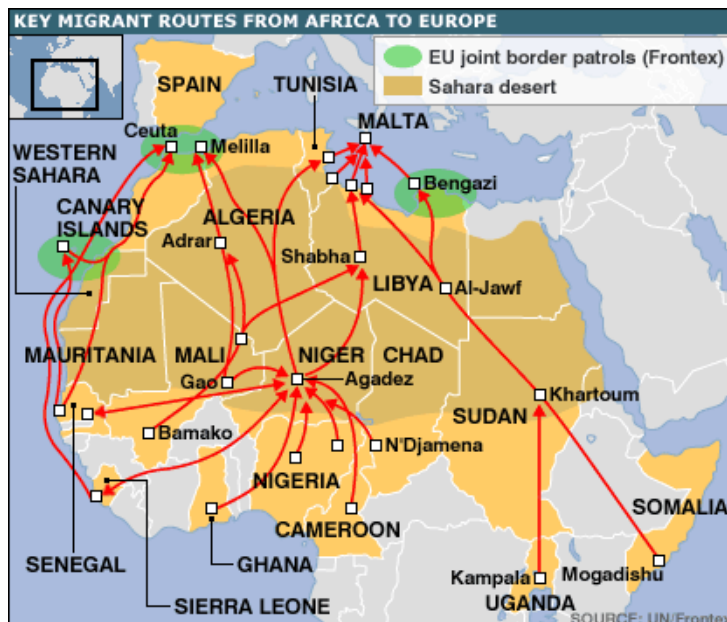 KEY MIGRANT ROUTES FROM AFRICA TO EUROPE
EU joint border patrols (Frontex)
Sahara desert
SPAIN
TUNISIA
MALTA
Ceuta
Melilla
WESTERN
SAHARA
Bengazi
CANARY
ISLANDS
ALGERIA
Adrar
Shabha
LIBYA
Al-Jawf
MAURITANIA
MALI
NIGER
CHAD
Gao
Agadez
Khartoum
SUDAN
Bamako
N'Djamena
NIGERIA
SOMALIA
CAMEROON
SENEGAL
GHANA
Kampala
Mogadishu
SIERRA LEONE
UGANDA
SOURCE: UN/Frontex